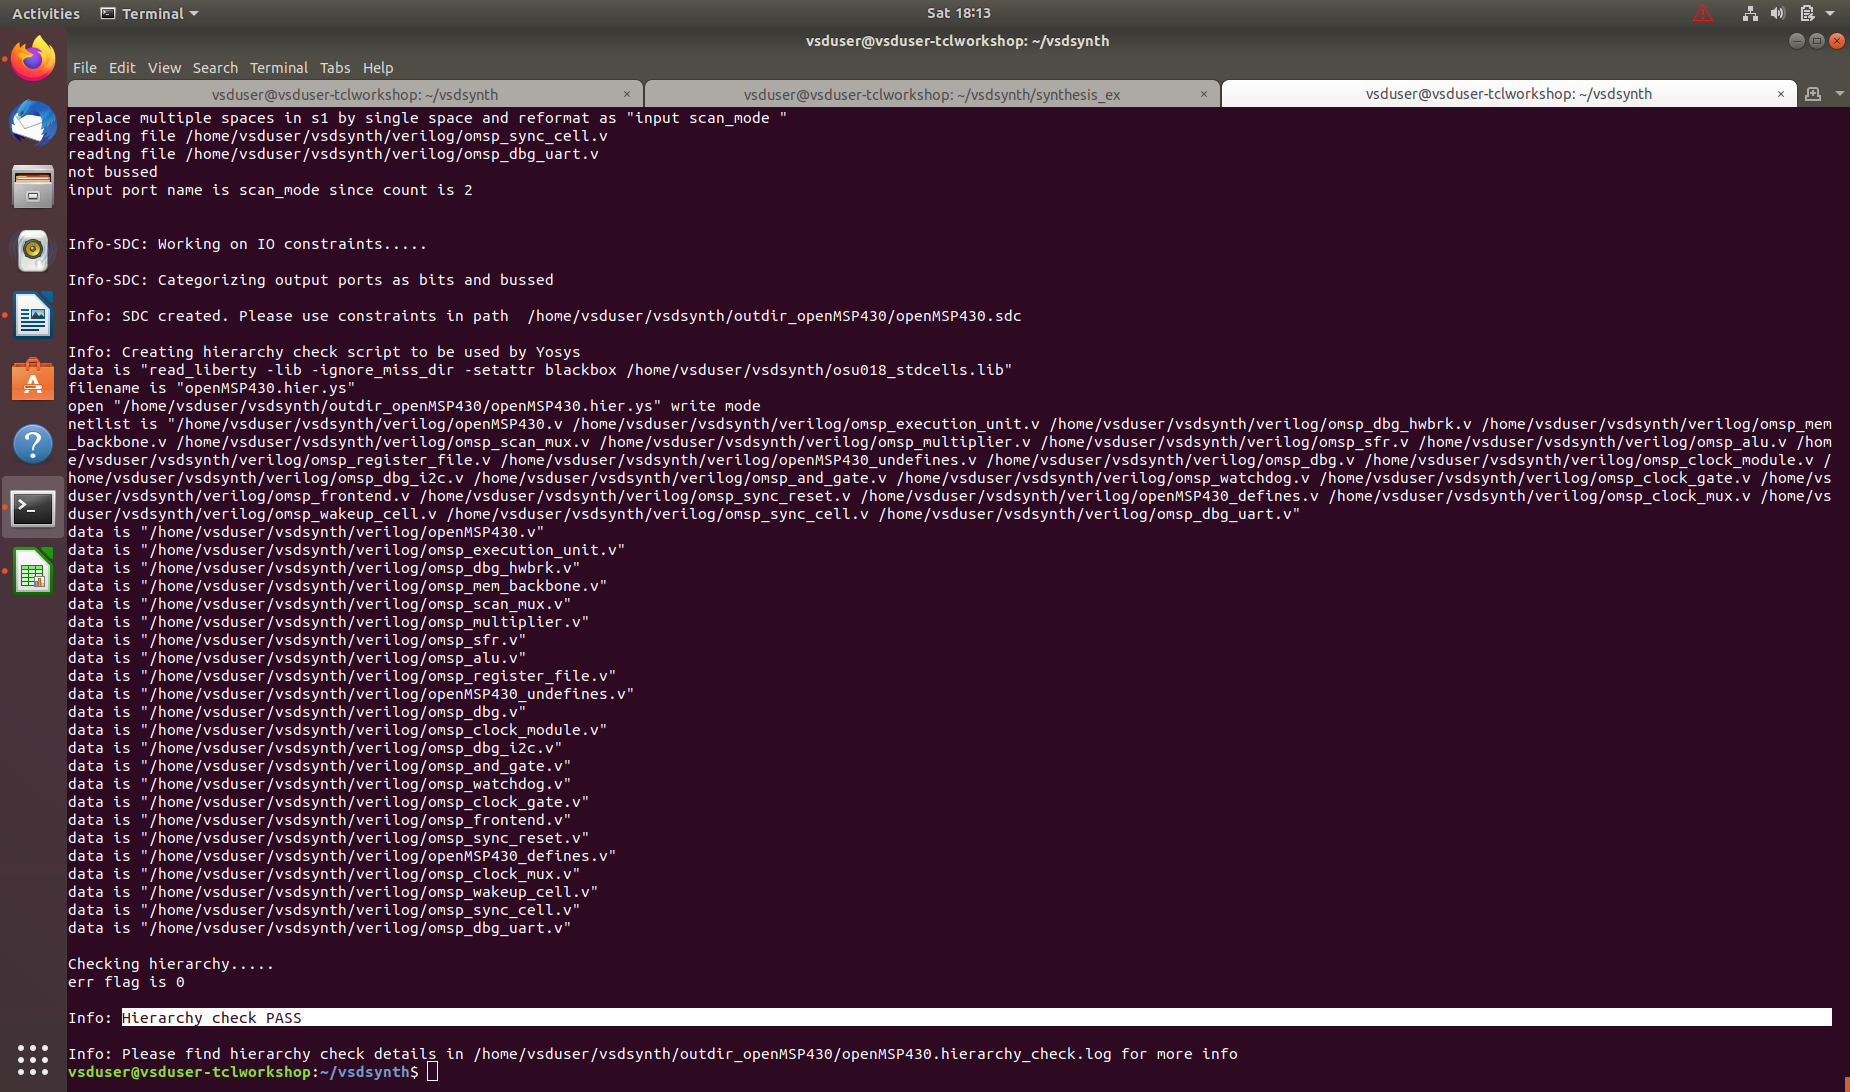 Activities
Terminal
Sat 18:13
vsduser@vsduser-tclworkshop: ~/vsdsynth
File Edit View Search Terminal Tabs Help
vsduser@vsduser-tclworkshop: ~/vsdsynth ×
vsduser@vsduser-tclworkshop: ~/vsdsynth/synthesis_ex ×
vsduser@vsduser-tclworkshop: ~/vsdsynth ×
replace multiple spaces in s1 by single space and reformat as "input scan_mode "
reading file /home/vsduser/vsdsynth/verilog/omsp_sync_cell.v
reading file /home/vsduser/vsdsynth/verilog/omsp_dbg_uart.v
not bussed
input port name is scan_mode since count is 2
Info-SDC: Working on IO constraints.....
Info-SDC: Categorizing output ports as bits and bussed
Info: SDC created. Please use constraints in path  /home/vsduser/vsdsynth/outdir_openMSP430/openMSP430.sdc
Info: Creating hierarchy check script to be used by Yosys
data is "read_liberty -lib -ignore_miss_dir -setattr blackbox /home/vsduser/vsdsynth/osu018_stdcells.lib"
filename is "openMSP430.hier.ys"
open "/home/vsduser/vsdsynth/outdir_openMSP430/openMSP430.hier.ys" write mode
netlist is "/home/vsduser/vsdsynth/verilog/openMSP430.v /home/vsduser/vsdsynth/verilog/omsp_execution_unit.v /home/vsduser/vsdsynth/verilog/omsp_dbg_hwbrk.v /home/vsduser/vsdsynth/verilog/omsp_mem
_backbone.v /home/vsduser/vsdsynth/verilog/omsp_scan_mux.v /home/vsduser/vsdsynth/verilog/omsp_multiplier.v /home/vsduser/vsdsynth/verilog/omsp_sfr.v /home/vsduser/vsdsynth/verilog/omsp_alu.v /hom
e/vsduser/vsdsynth/verilog/omsp_register_file.v /home/vsduser/vsdsynth/verilog/openMSP430_undefines.v /home/vsduser/vsdsynth/verilog/omsp_dbg.v /home/vsduser/vsdsynth/verilog/omsp_clock_module.v /
home/vsduser/vsdsynth/verilog/omsp_dbg_i2c.v /home/vsduser/vsdsynth/verilog/omsp_and_gate.v /home/vsduser/vsdsynth/verilog/omsp_watchdog.v /home/vsduser/vsdsynth/verilog/omsp_clock_gate.v /home/vs
duser/vsdsynth/verilog/omsp_frontend.v /home/vsduser/vsdsynth/verilog/omsp_sync_reset.v /home/vsduser/vsdsynth/verilog/openMSP430_defines.v /home/vsduser/vsdsynth/verilog/omsp_clock_mux.v /home/vs
duser/vsdsynth/verilog/omsp_wakeup_cell.v /home/vsduser/vsdsynth/verilog/omsp_sync_cell.v /home/vsduser/vsdsynth/verilog/omsp_dbg_uart.v"
data is "/home/vsduser/vsdsynth/verilog/openMSP430.v"
data is "/home/vsduser/vsdsynth/verilog/omsp_execution_unit.v"
data is "/home/vsduser/vsdsynth/verilog/omsp_dbg_hwbrk.v"
data is "/home/vsduser/vsdsynth/verilog/omsp_mem_backbone.v"
data is "/home/vsduser/vsdsynth/verilog/omsp_scan_mux.v"
data is "/home/vsduser/vsdsynth/verilog/omsp_multiplier.v"
data is "/home/vsduser/vsdsynth/verilog/omsp_sfr.v"
data is "/home/vsduser/vsdsynth/verilog/omsp_alu.v"
data is "/home/vsduser/vsdsynth/verilog/omsp_register_file.v"
data is "/home/vsduser/vsdsynth/verilog/openMSP430_undefines.v"
data is "/home/vsduser/vsdsynth/verilog/omsp_dbg.v"
data is "/home/vsduser/vsdsynth/verilog/omsp_clock_module.v"
data is "/home/vsduser/vsdsynth/verilog/omsp_dbg_i2c.v"
data is "/home/vsduser/vsdsynth/verilog/omsp_and_gate.v"
data is "/home/vsduser/vsdsynth/verilog/omsp_watchdog.v"
data is "/home/vsduser/vsdsynth/verilog/omsp_clock_gate.v"
data is "/home/vsduser/vsdsynth/verilog/omsp_frontend.v"
data is "/home/vsduser/vsdsynth/verilog/omsp_sync_reset.v"
data is "/home/vsduser/vsdsynth/verilog/openMSP430_defines.v"
data is "/home/vsduser/vsdsynth/verilog/omsp_clock_mux.v"
data is "/home/vsduser/vsdsynth/verilog/omsp_wakeup_cell.v"
data is "/home/vsduser/vsdsynth/verilog/omsp_sync_cell.v"
data is "/home/vsduser/vsdsynth/verilog/omsp_dbg_uart.v"
Checking hierarchy.....
err flag is 0
Info: Hierarchy check PASS
Info: Please find hierarchy check details in /home/vsduser/vsdsynth/outdir_openMSP430/openMSP430.hierarchy_check.log for more info
vsduser@vsduser-tclworkshop:~/vsdsynth$